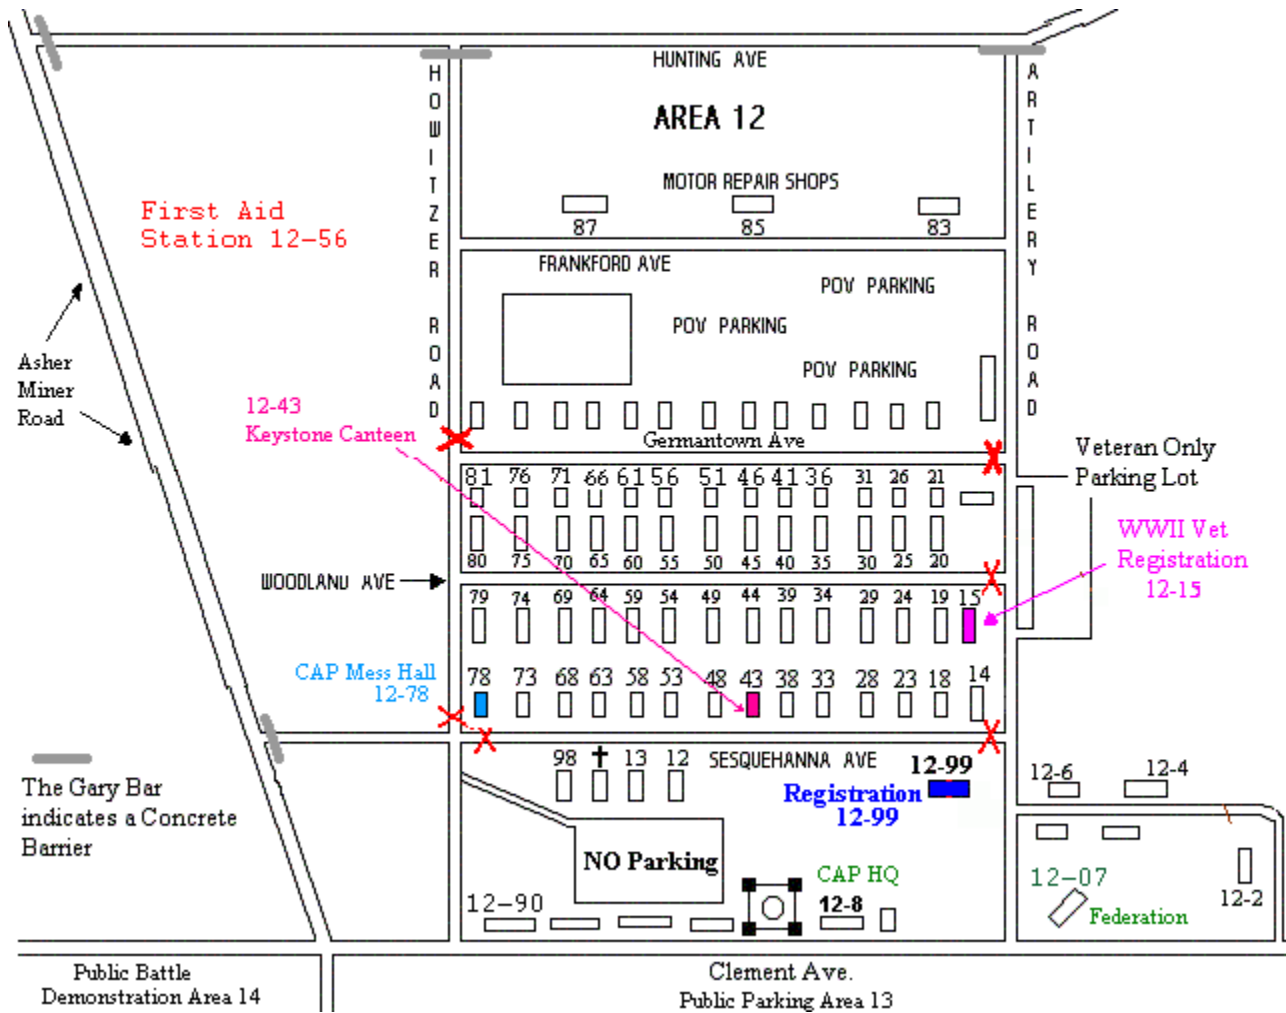 HUNTING AVE
HOWITZER ROAD
ARTILERY ROAD
AREA 12
MOTOR REPAIR SHOPS
87 85 83
First Aid
Station 12-56
FRANKFORD AVE
POV PARKING
POV PARKING
POV PARKING
Asher
Miner
Road
12-43
Keystone Canteen
Germantown Ave
Veteran Only
Parking Lot
81 76 71 66 61 56 51 46 41 36 31 26 21
WWII Vet
Registration
12-15
80 75 70 65 60 55 50 45 40 35 30 25 20
WOODLAND AVE
79 74 69 64 59 54 49 44 39 34 29 24 19 15
CAP Mess Hall
12-78
78 73 68 63 58 53 48 43 38 33 28 23 18 14
98 13 12
SESQUEHANNA AVE
12-99
Registration
12-99
12-6 12-4
The Gary Bar
indicates a Concrete
Barrier
NO Parking
CAP HQ
12-8
12-90
12-07
Federation
12-2
Public Battle
Demonstration Area 14
Clement Ave.
Public Parking Area 13